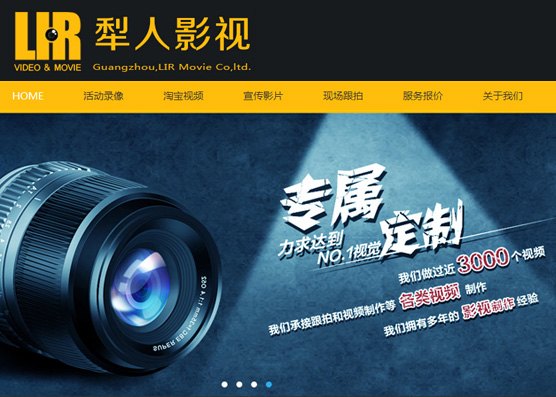 LIR
VIDEO & MOVIE
犁人影视
Guangzhou,LIR Movie Co,ltd.
HOME 活动录像 淘宝视频 宣传影片 现场跟拍 服务报价 关于我们
专属
定制
力求达到
NO.1视觉
我们做过近3000个视频
我们承接跟拍和视频制作等各类视频制作
我们拥有多年的影视制作经验